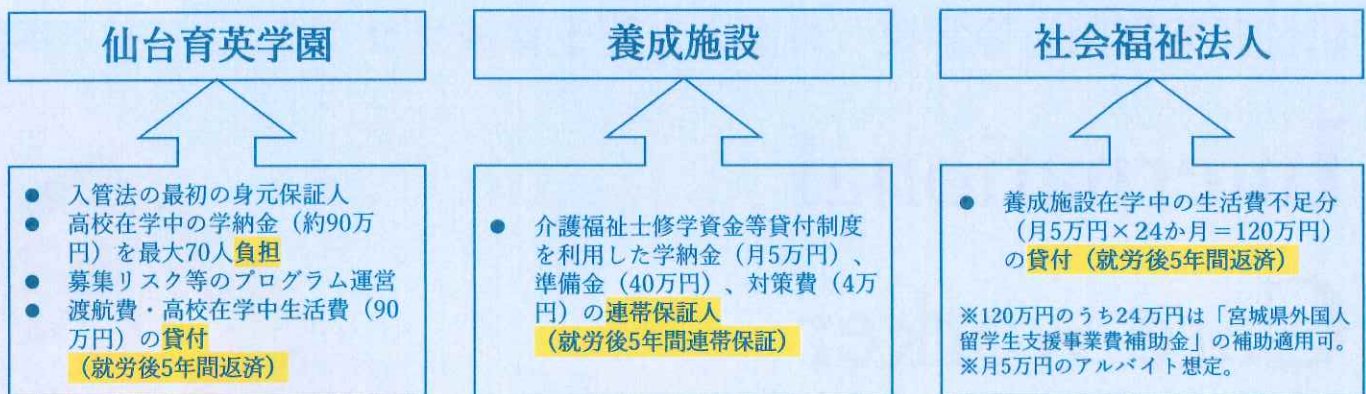 仙台育英学園
● 入管法の最初の身元保証人
● 高校在学中の学納金（約90万
円）を最大70人負担
● 募集リスク等のプログラム運営
● 渡航費・高校在学中生活費（90
万円）の貸付
（就労後5年間返済）
養成施設
● 介護福祉士修学資金等貸付制度
を利用した学納金（月5万円）、
準備金（40万円）、対策費（4万
円）の連帯保証人
（就労後5年間連帯保証）
社会福祉法人
● 養成施設在学中の生活費不足分
（月5万円×24か月＝120万円）
の貸付（就労後5年間返済）
※120万円のうち24万円は「宮城県外国人
留学生支援事業費補助金」の補助適用可。
※月5万円のアルバイト想定。